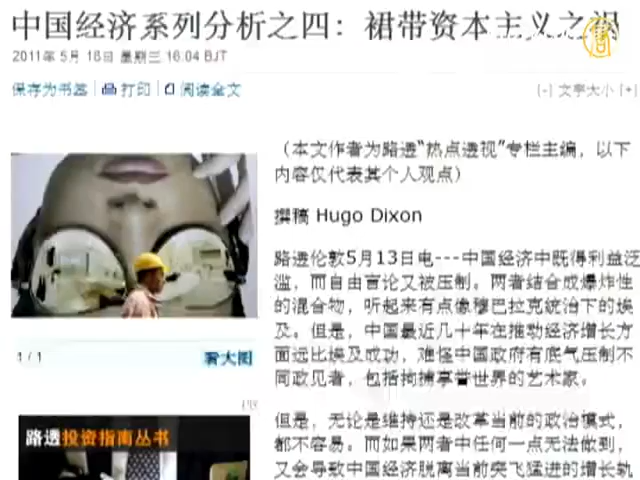 中国经济系列分析之四：裙带资本主义之祸
2011年 5月 18日 星期三 16:04 BJT
保存为书签 打印 阅读全文
[-] 文字大小 [+]
（本文作者为路透“热点透视”专栏主编，以下
内容仅代表其个人观点）
撰稿 Hugo Dixon
路透伦敦5月13日电---中国经济中既得利益泛
滥，而自由言论又被压制。两者结合成爆炸性
的混合物，听起来有点像穆巴拉克统治下的埃
及。但是，中国最近几十年在推动经济增长方
面远比埃及成功，难怪中国政府有底气压制不
同政见者，包括拘捕享誉世界的艺术家。
1 / 1
看大图
路透投资指南丛书
但是，无论是维持还是改革当前的政治模式，
都不容易。而如果两者中任何一点无法做到，
又会导致中国经济脱离当前突飞猛进的增长轨